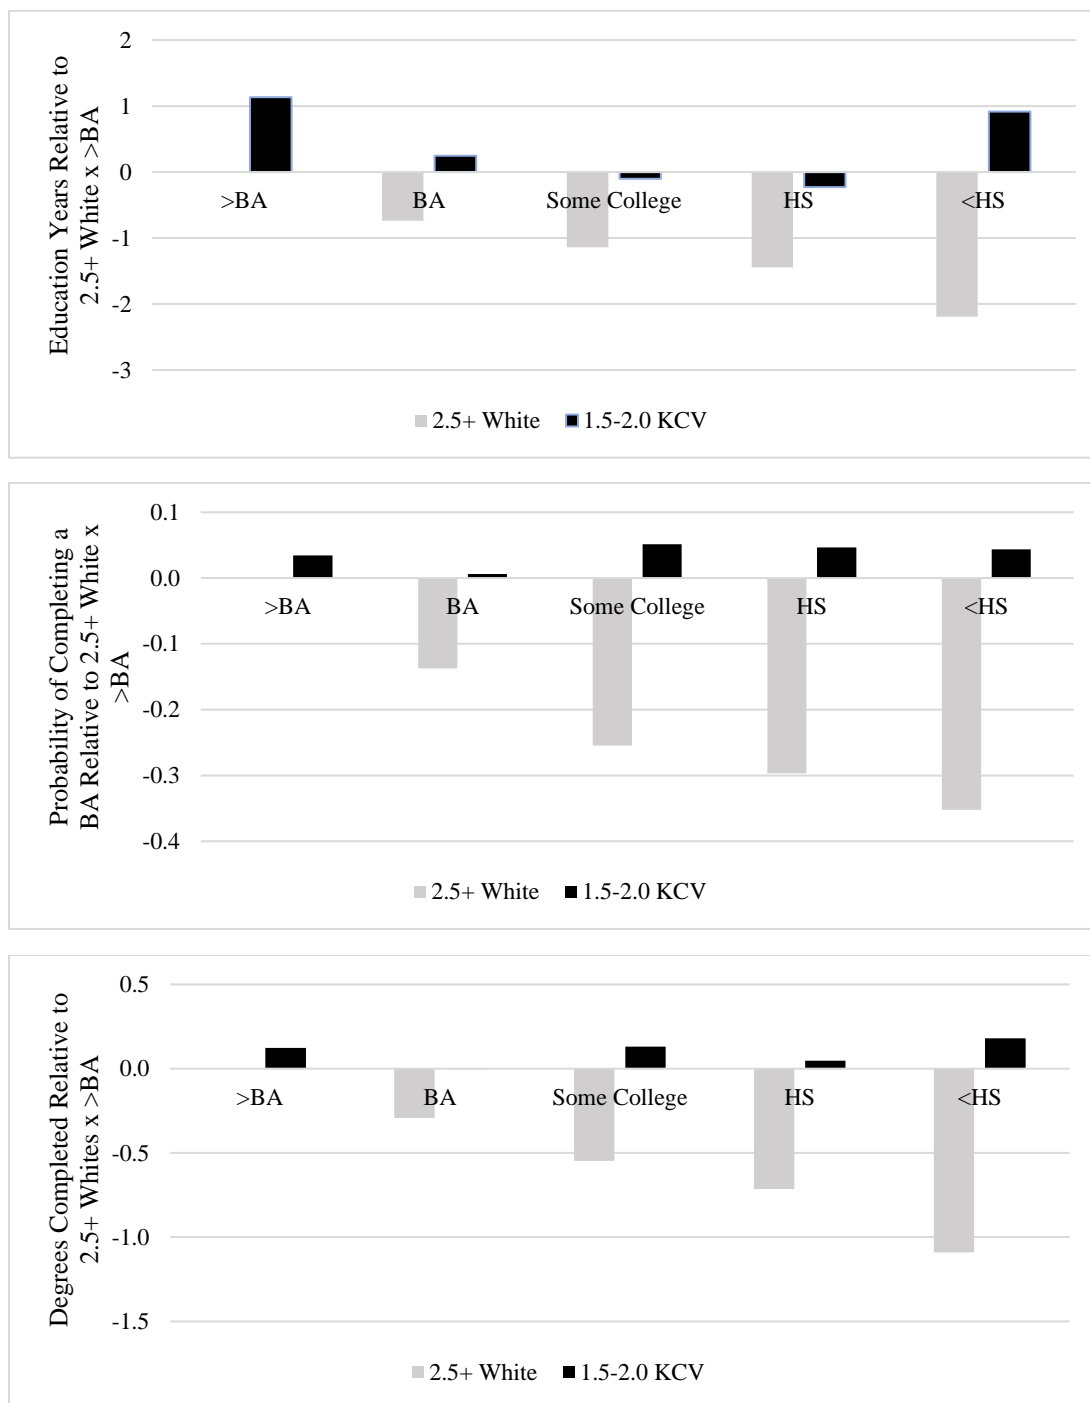 Education Years Relative to
2.5+ White x >BA
2
1
0
-1
-2
-3
>BA
BA
Some College
HS
<HS
2.5+ White
1.5-2.0 KCV
Probability of Completing a
BA Relative to 2.5+ White x
>BA
0.1
0.0
-0.1
-0.2
-0.3
-0.4
>BA
BA
Some College
HS
<HS
2.5+ White
1.5-2.0 KCV
Degrees Completed Relative to
2.5+ Whites x >BA
0.5
0.0
-0.5
-1.0
-1.5
>BA
BA
Some College
HS
<HS
2.5+ White
1.5-2.0 KCV